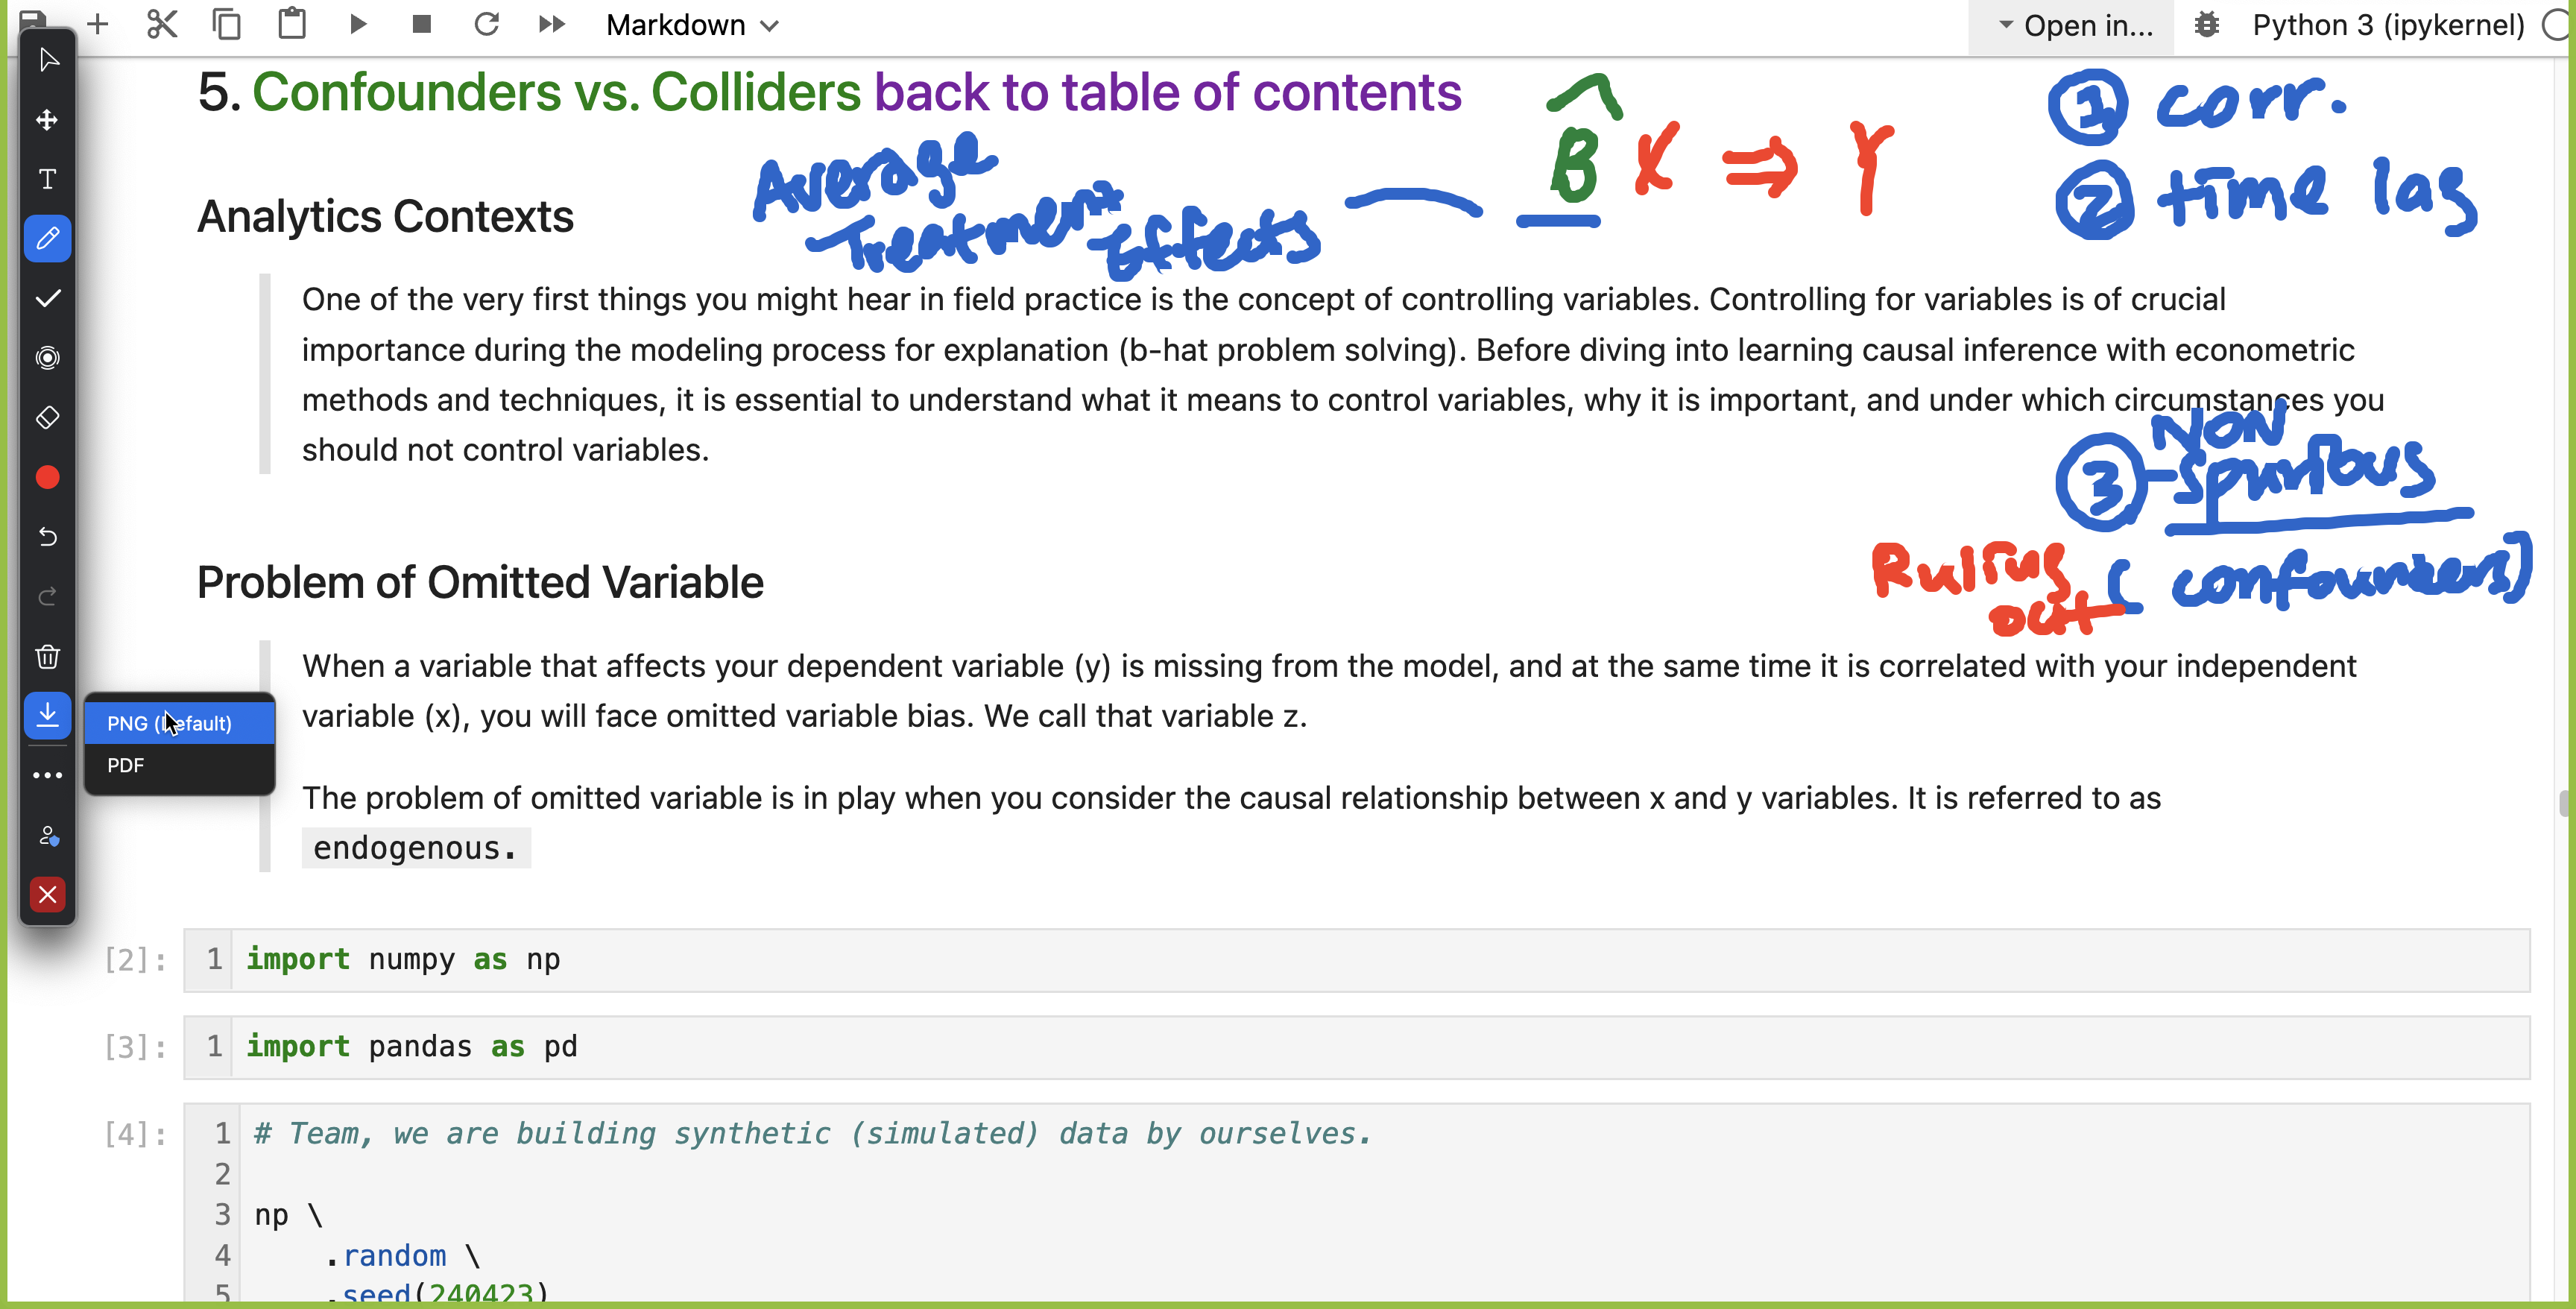 Markdown
Open in...
Python 3 (ipykernel)
5. Confounders vs. Colliders back to table of contents
Average
Treatment
Effects
B X ⇒ Y
① corr.
② time lag
Analytics Contexts
One of the very first things you might hear in field practice is the concept of controlling variables. Controlling for variables is of crucial
importance during the modeling process for explanation (b-hat problem solving). Before diving into learning causal inference with econometric
methods and techniques, it is essential to understand what it means to control variables, why it is important, and under which circumstances you
should not control variables.
NON
③ -spurious
Ruling
out
(confounders)
Problem of Omitted Variable
When a variable that affects your dependent variable (y) is missing from the model, and at the same time it is correlated with your independent
variable (x), you will face omitted variable bias. We call that variable z.
PNG (Default)
PDF
The problem of omitted variable is in play when you consider the causal relationship between x and y variables. It is referred to as
endogenous.
[2]: 1 import numpy as np
[3]: 1 import pandas as pd
[4]: 1 # Team, we are building synthetic (simulated) data by ourselves.
2
3 np \
4 .random \
5 .seed(240423)